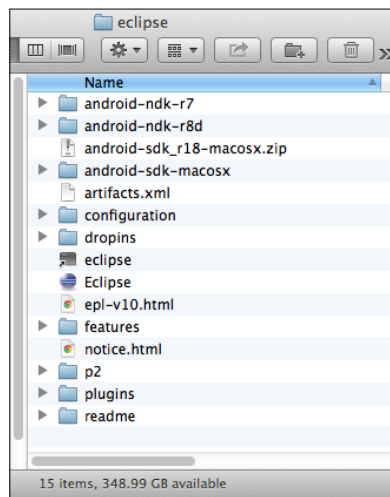 eclipse
Name
android-ndk-r7
android-ndk-r8d
android-sdk_r18-macosx.zip
android-sdk-macosx
artifacts.xml
configuration
dropins
eclipse
Eclipse
epl-v10.html
features
notice.html
p2
plugins
readme
15 items, 348.99 GB available